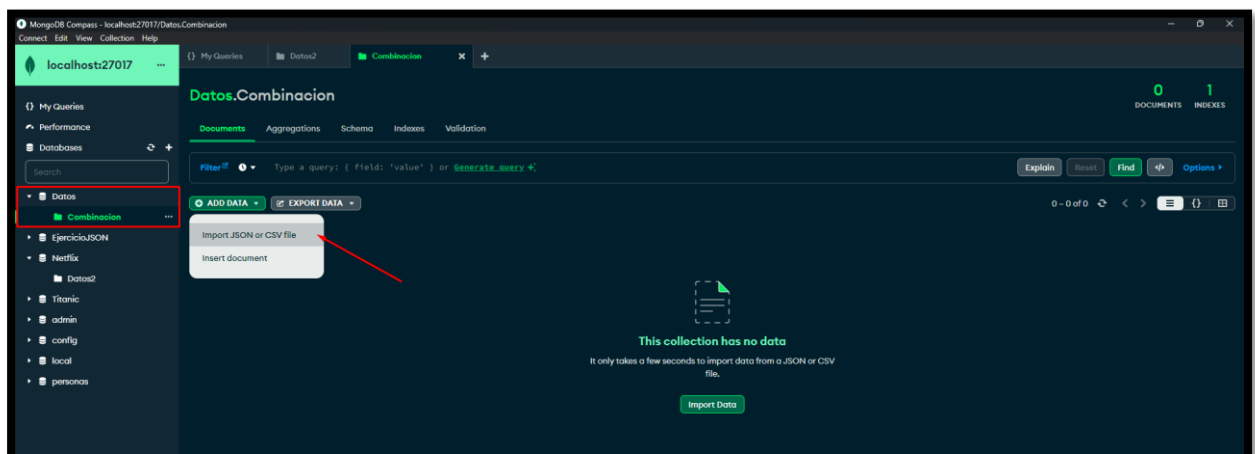 MongoDB Compass - localhost:27017/Datos.Combinacion
Connect Edit View Collection Help
localhost:27017 ...
{} My Queries
Datos2
Combinacion
{} My Queries
Performance
Databases
Search
Datos
Combinacion ...
EjercicioJSON
Netflix
Datos2
Titanic
admin
config
local
personas
Datos.Combinacion
0 DOCUMENTS
1 INDEXES
Documents Aggregations Schema Indexes Validation
Filter Type a query: { field: 'value' } or Generate query
Explain Reset Find </> Options
ADD DATA EXPORT DATA
0 - 0 of 0
{}
Import JSON or CSV file
Insert document
This collection has no data
It only takes a few seconds to import data from a JSON or CSV
file.
Import Data